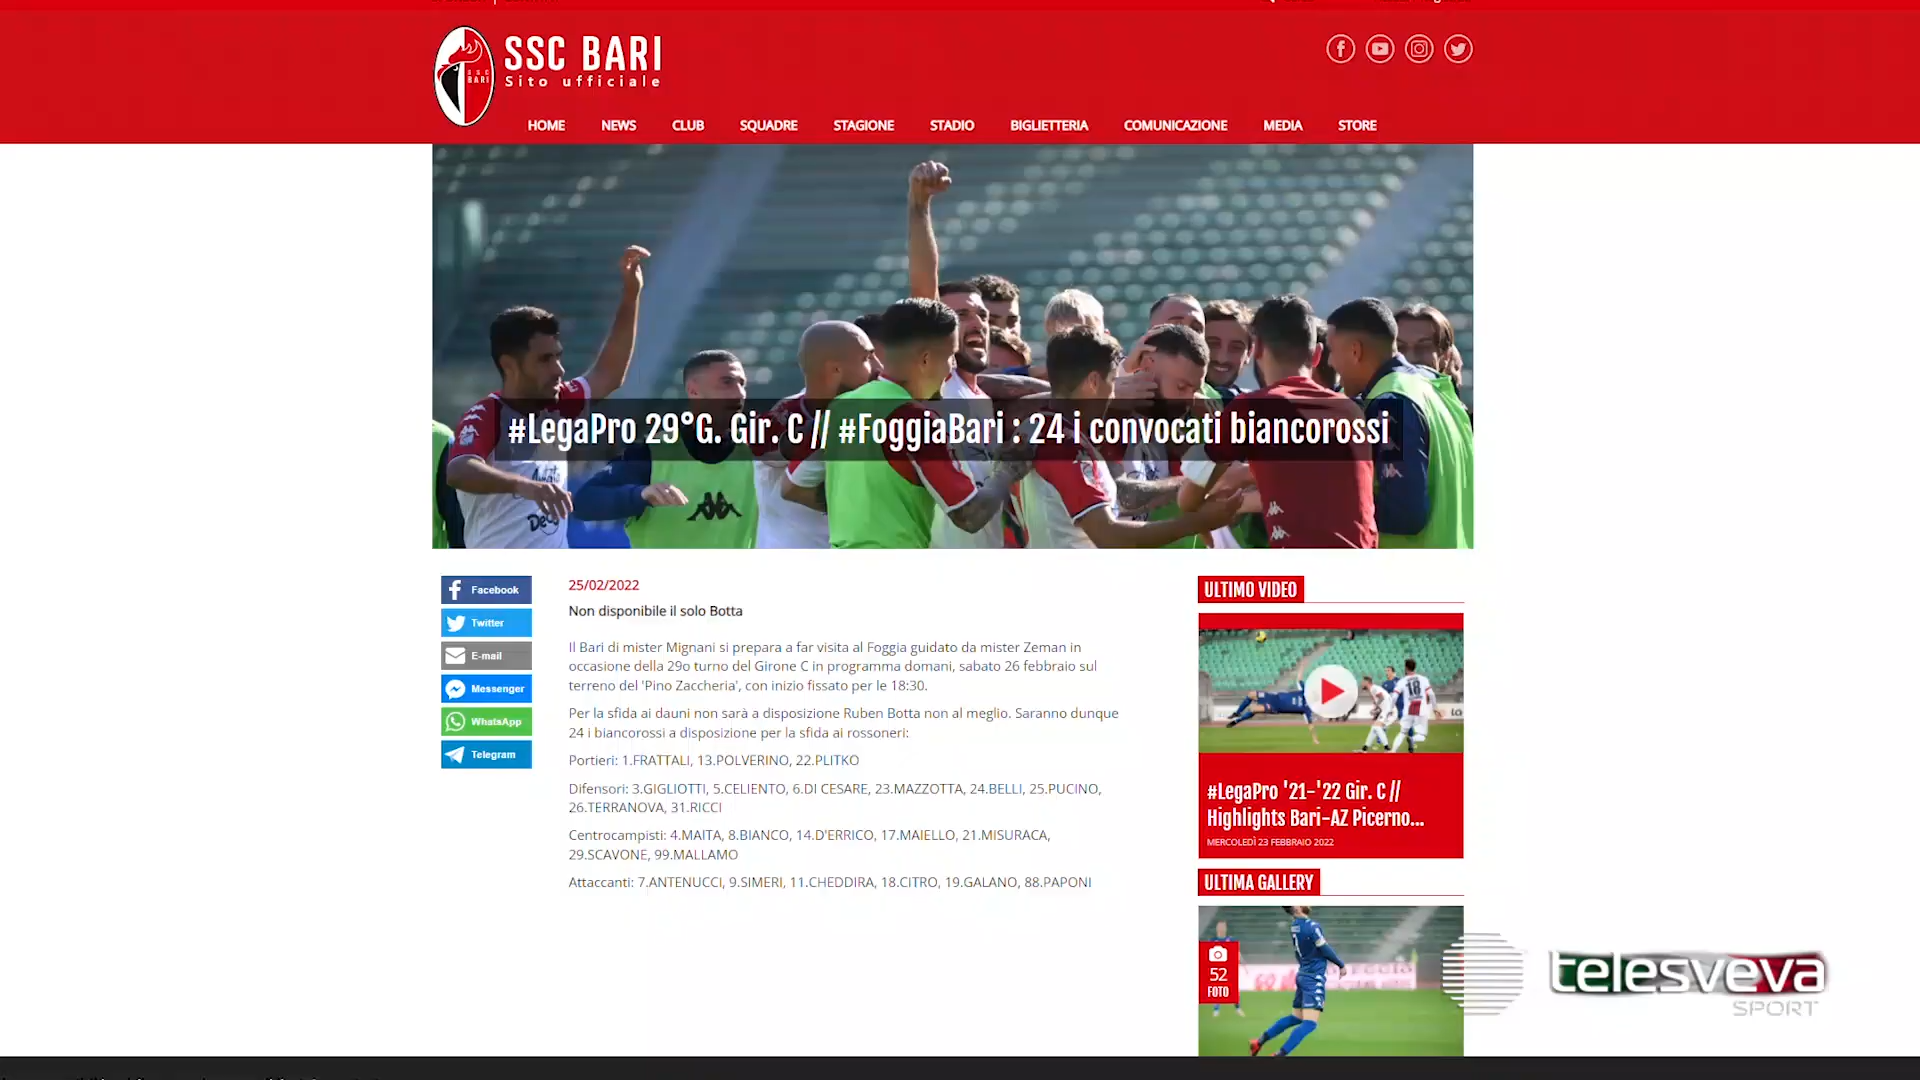 SSC BARI
Sito ufficiale
SSC
BARI
HOME NEWS CLUB SQUADRE STAGIONE STADIO BIGLIETTERIA COMUNICAZIONE MEDIA STORE
#LegaPro 29°G. Gir. C // #FoggiaBari : 24 i convocati biancorossi
Facebook
Twitter
E-mail
Messenger
WhatsApp
Telegram
25/02/2022
Non disponibile il solo Botta
Il Bari di mister Mignani si prepara a far visita al Foggia guidato da mister Zeman in
occasione della 29o turno del Girone C in programma domani, sabato 26 febbraio sul
terreno del 'Pino Zaccheria', con inizio fissato per le 18:30.
Per la sfida ai dauni non sarà a disposizione Ruben Botta non al meglio. Saranno dunque
24 i biancorossi a disposizione per la sfida ai rossoneri:
Portieri: 1.FRATTALI, 13.POLVERINO, 22.PLITKO
Difensori: 3.GIGLIOTTI, 5.CELIENTO, 6.DI CESARE, 23.MAZZOTTA, 24.BELLI, 25.PUCINO,
26.TERRANOVA, 31.RICCI
Centrocampisti: 4.MAITA, 8.BIANCO, 14.D'ERRICO, 17.MAIELLO, 21.MISURACA,
29.SCAVONE, 99.MALLAMO
Attaccanti: 7.ANTENUCCI, 9.SIMERI, 11.CHEDDIRA, 18.CITRO, 19.GALANO, 88.PAPONI
ULTIMO VIDEO
18
#LegaPro '21-'22 Gir. C //
Highlights Bari-AZ Picerno...
MERCOLEDÌ 23 FEBBRAIO 2022
ULTIMA GALLERY
52
FOTO
telesveva
SPORT